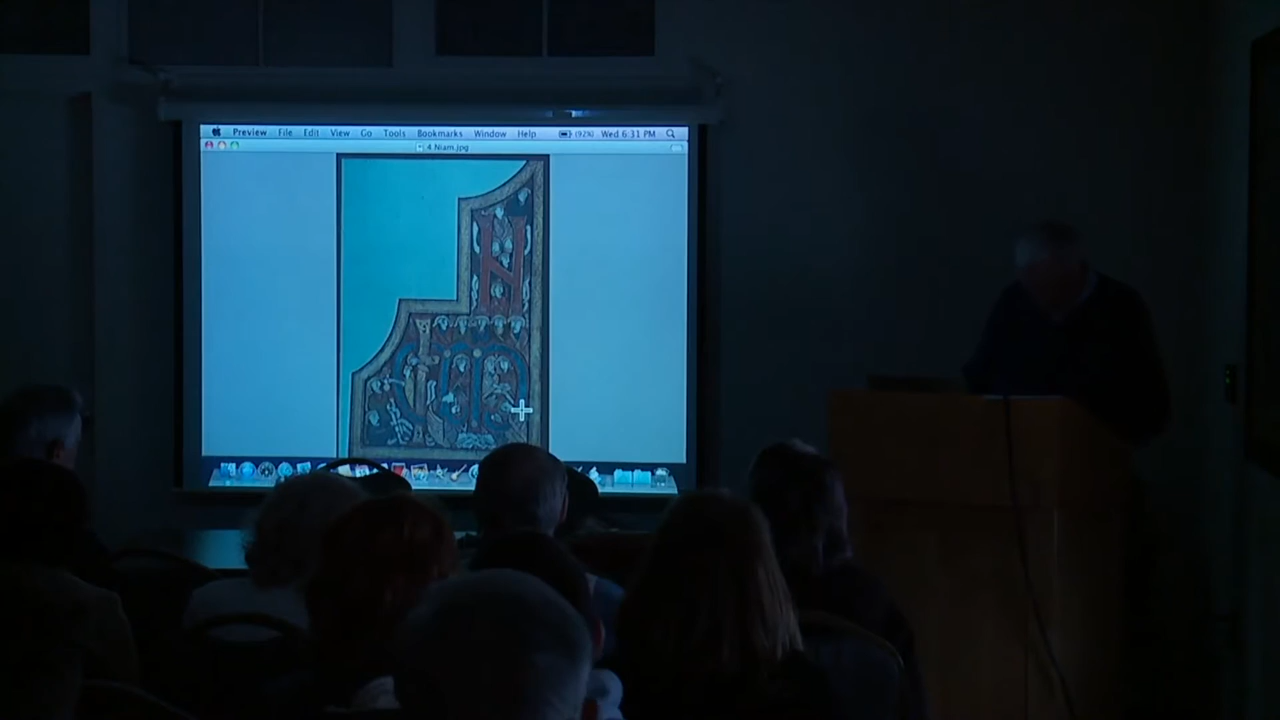 Preview File Edit View Go Tools Bookmarks Window Help (92%) Wed 6:31 PM
4 Niam.jpg
N